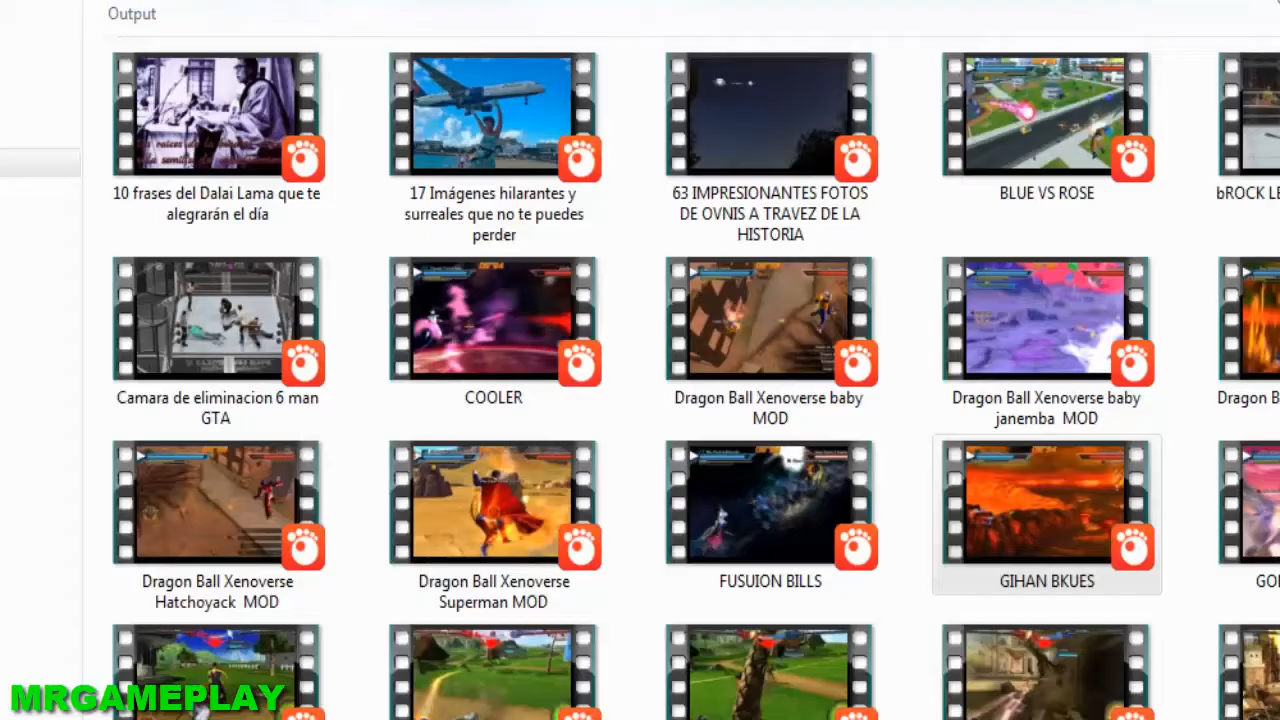 Output
10 frases del Dalai Lama que te
alegrarán el día
17 Imágenes hilarantes y
surreales que no te puedes
perder
63 IMPRESIONANTES FOTOS
DE OVNIS A TRAVEZ DE LA
HISTORIA
BLUE VS ROSE
bROCK LE
Camara de eliminacion 6 man
GTA
COOLER
Dragon Ball Xenoverse baby
MOD
Dragon Ball Xenoverse baby
janemba MOD
Dragon B
Dragon Ball Xenoverse
Hatchoyack MOD
Dragon Ball Xenoverse
Superman MOD
FUSUION BILLS
GIHAN BKUES
GO
MRGAMEPLAY